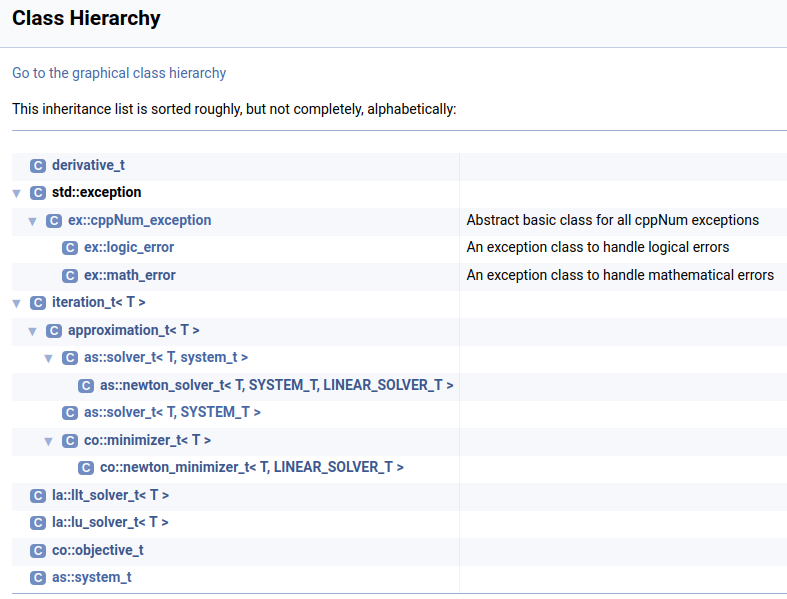 Class Hierarchy
Go to the graphical class hierarchy
This inheritance list is sorted roughly, but not completely, alphabetically:
C derivative_t
▼ C std::exception
▼ C ex::cppNum_exception Abstract basic class for all cppNum exceptions
C ex::logic_error An exception class to handle logical errors
C ex::math_error An exception class to handle mathematical errors
▼ C iteration_t< T >
▼ C approximation_t< T >
▼ C as::solver_t< T, system_t >
C as::newton_solver_t< T, SYSTEM_T, LINEAR_SOLVER_T >
C as::solver_t< T, SYSTEM_T >
▼ C co::minimizer_t< T >
C co::newton_minimizer_t< T, LINEAR_SOLVER_T >
C la::llt_solver_t< T >
C la::lu_solver_t< T >
C co::objective_t
C as::system_t